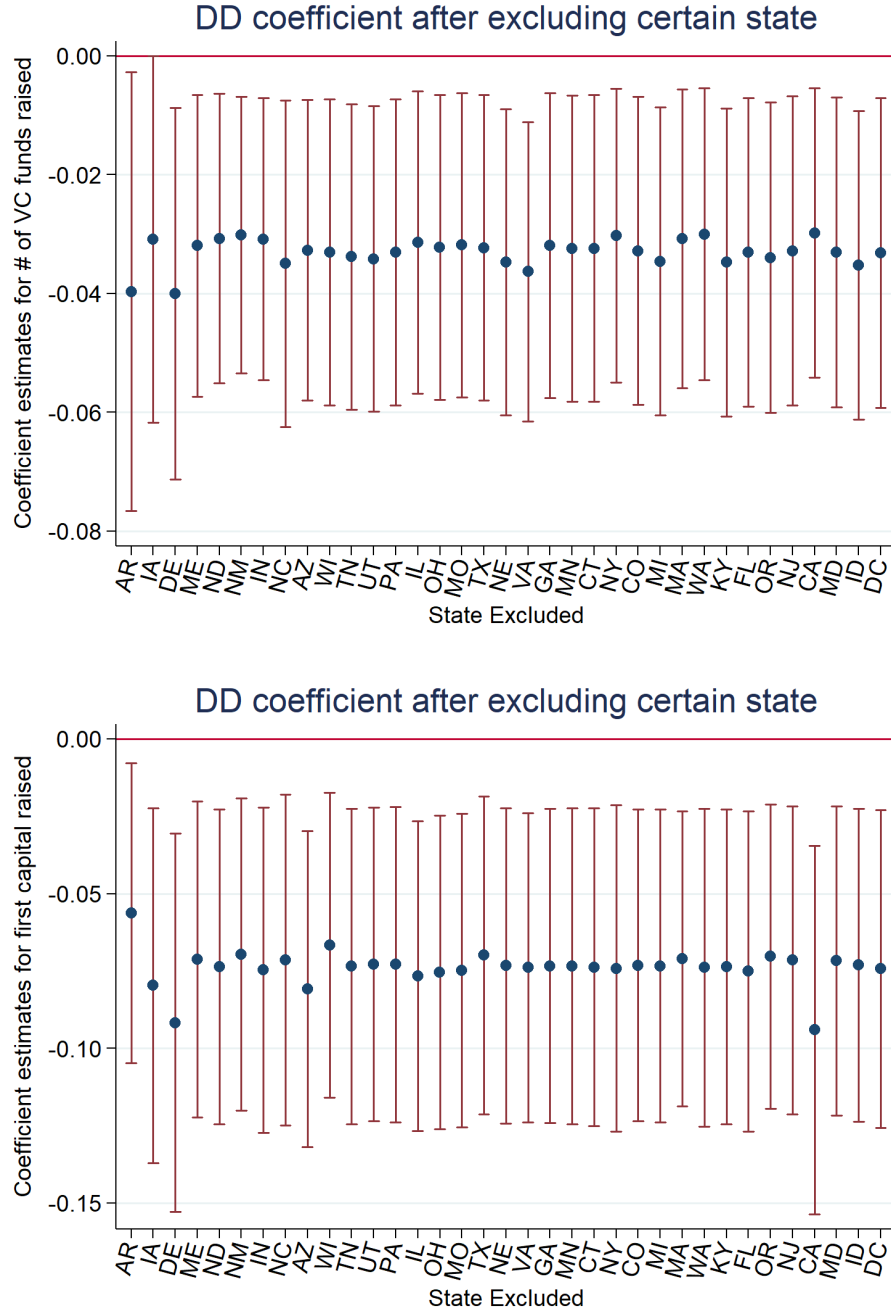 DD coefficient after excluding certain state
Coefficient estimates for # of VC funds raised
0.00
-0.02
-0.04
-0.06
-0.08
AR IA DE ME ND NM IN NC AZ WI TN UT PA IL OH MO TX NE VA GA MN CT NY CO MI MA WA KY FL OR NJ CA MD ID DC
State Excluded
DD coefficient after excluding certain state
Coefficient estimates for first capital raised
0.00
-0.05
-0.10
-0.15
AR IA DE ME ND NM IN NC AZ WI TN UT PA IL OH MO TX NE VA GA MN CT NY CO MI MA WA KY FL OR NJ CA MD ID DC
State Excluded